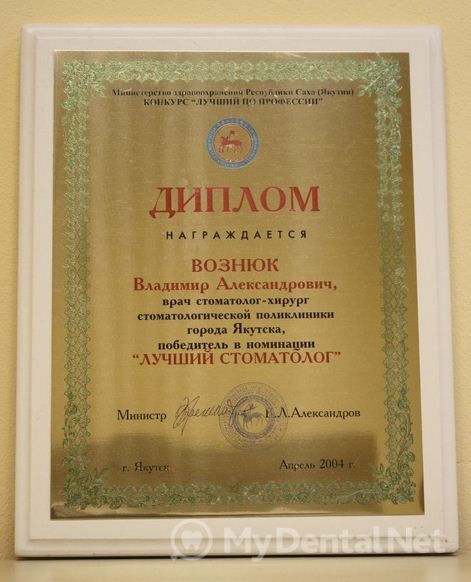 Министерство здравоохранения Республики Саха (Якутия)
КОНКУРС "ЛУЧШИЙ ПО ПРОФЕССИИ"
ДИПЛОМ
НАГРАЖДАЕТСЯ
ВОЗНЮК
Владимир Александрович,
врач стоматолог-хирург
стоматологической поликлиники
города Якутска,
победитель в номинации
"ЛУЧШИЙ СТОМАТОЛОГ"
Министр В.Л.Александров
г. Якутск Апрель 2004 г.
MyDentalNet